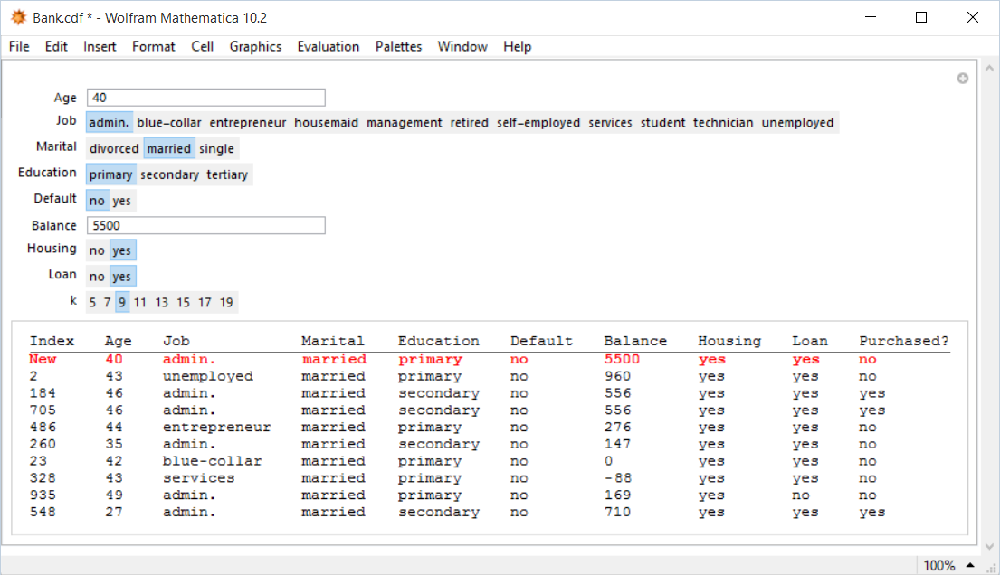 Bank.cdf * - Wolfram Mathematica 10.2
File Edit Insert Format Cell Graphics Evaluation Palettes Window Help
Age 40
Job admin. blue-collar entrepreneur housemaid management retired self-employed services student technician unemployed
Marital divorced married single
Education primary secondary tertiary
Default no yes
Balance 5500
Housing no yes
Loan no yes
k 5 7 9 11 13 15 17 19
Index Age Job Marital Education Default Balance Housing Loan Purchased?
New 40 admin. married primary no 5500 yes yes no
2 43 unemployed married primary no 960 yes yes no
184 46 admin. married secondary no 556 yes yes yes
705 46 admin. married secondary no 556 yes yes yes
486 44 entrepreneur married primary no 276 yes yes no
260 35 admin. married secondary no 147 yes yes no
23 42 blue-collar married primary no 0 yes yes no
328 43 services married primary no -88 yes yes no
935 49 admin. married primary no 169 yes no no
548 27 admin. married secondary no 710 yes yes yes
100%